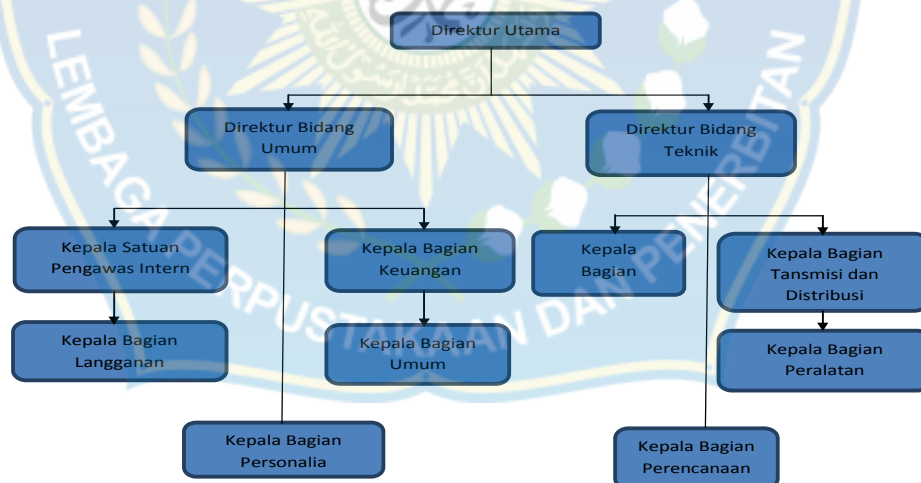 Direktur Utama
Direktur Bidang
Umum
Direktur Bidang
Teknik
Kepala Satuan
Pengawas Intern
Kepala Bagian
Keuangan
Kepala
Bagian
Kepala Bagian
Tansmisi dan
Distribusi
Kepala Bagian
Langganan
Kepala Bagian
Umum
Kepala Bagian
Peralatan
Kepala Bagian
Personalia
Kepala Bagian
Perencanaan
LEMBAGA PERPUSTAKAAN DAN PENERBITAN